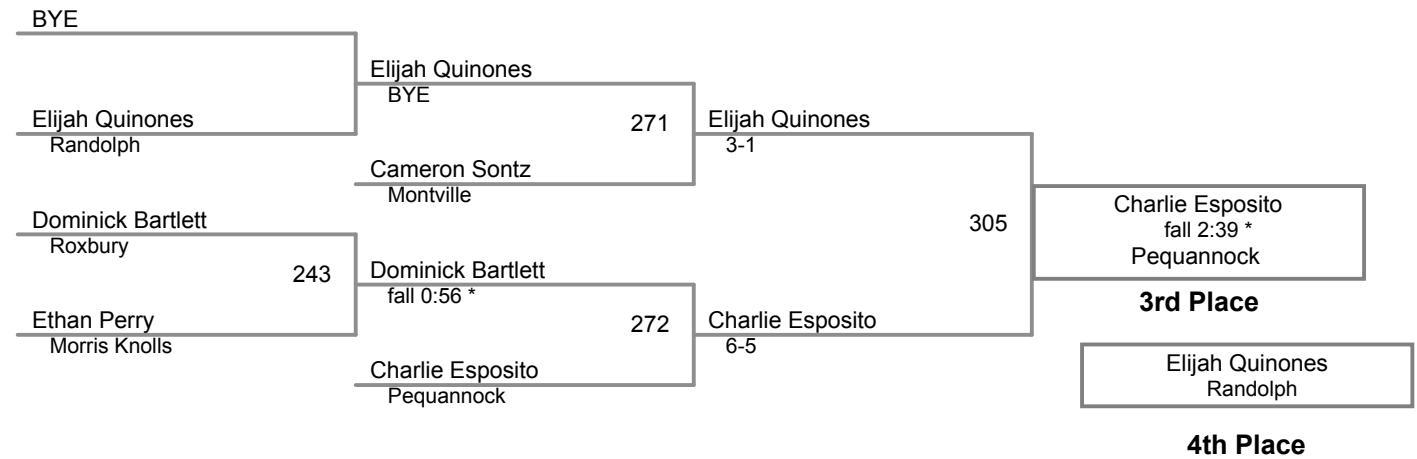 BYE
Elijah Quinones
BYE
Elijah Quinones
Randolph
271
Elijah Quinones
3-1
Cameron Sontz
Montville
Dominick Bartlett
Roxbury
243
Dominick Bartlett
fall 0:56 *
Ethan Perry
Morris Knolls
272
Charlie Esposito
6-5
Charlie Esposito
Pequannock
305
Charlie Esposito
fall 2:39 *
Pequannock
3rd Place
Elijah Quinones
Randolph
4th Place